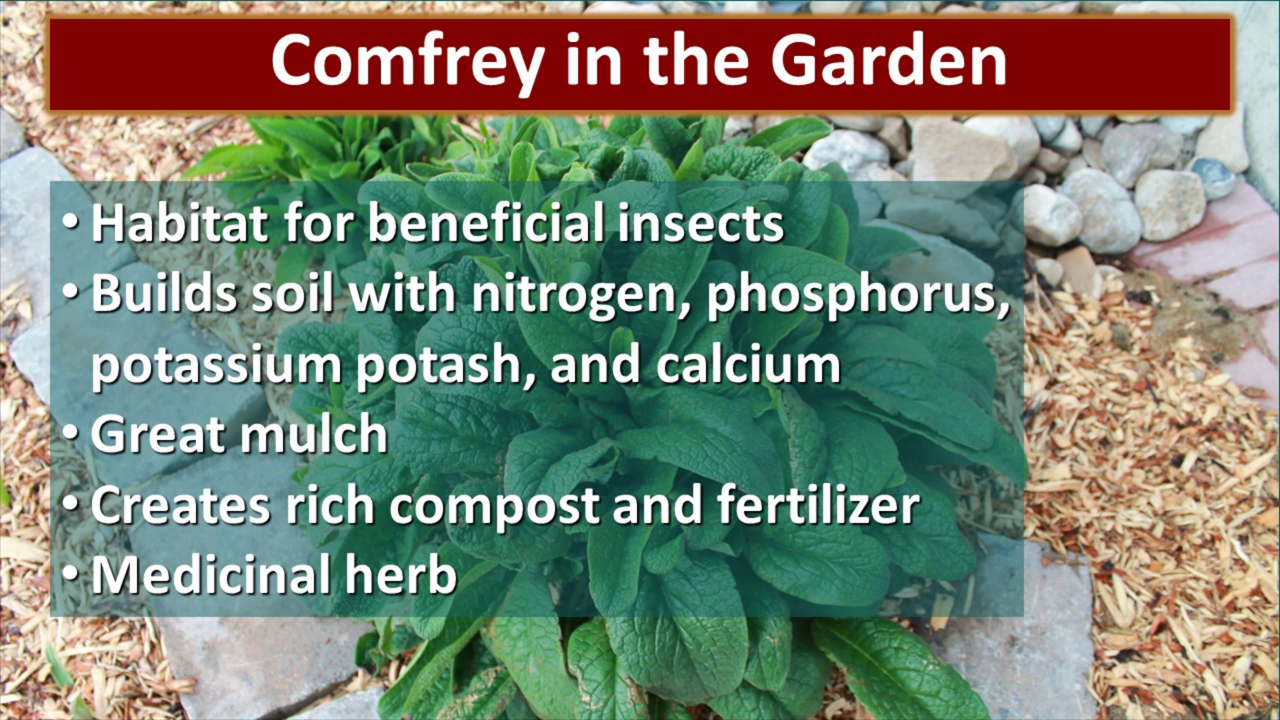 Comfrey in the Garden
• Habitat for beneficial insects
• Builds soil with nitrogen, phosphorus,
potassium potash, and calcium
• Great mulch
• Creates rich compost and fertilizer
• Medicinal herb